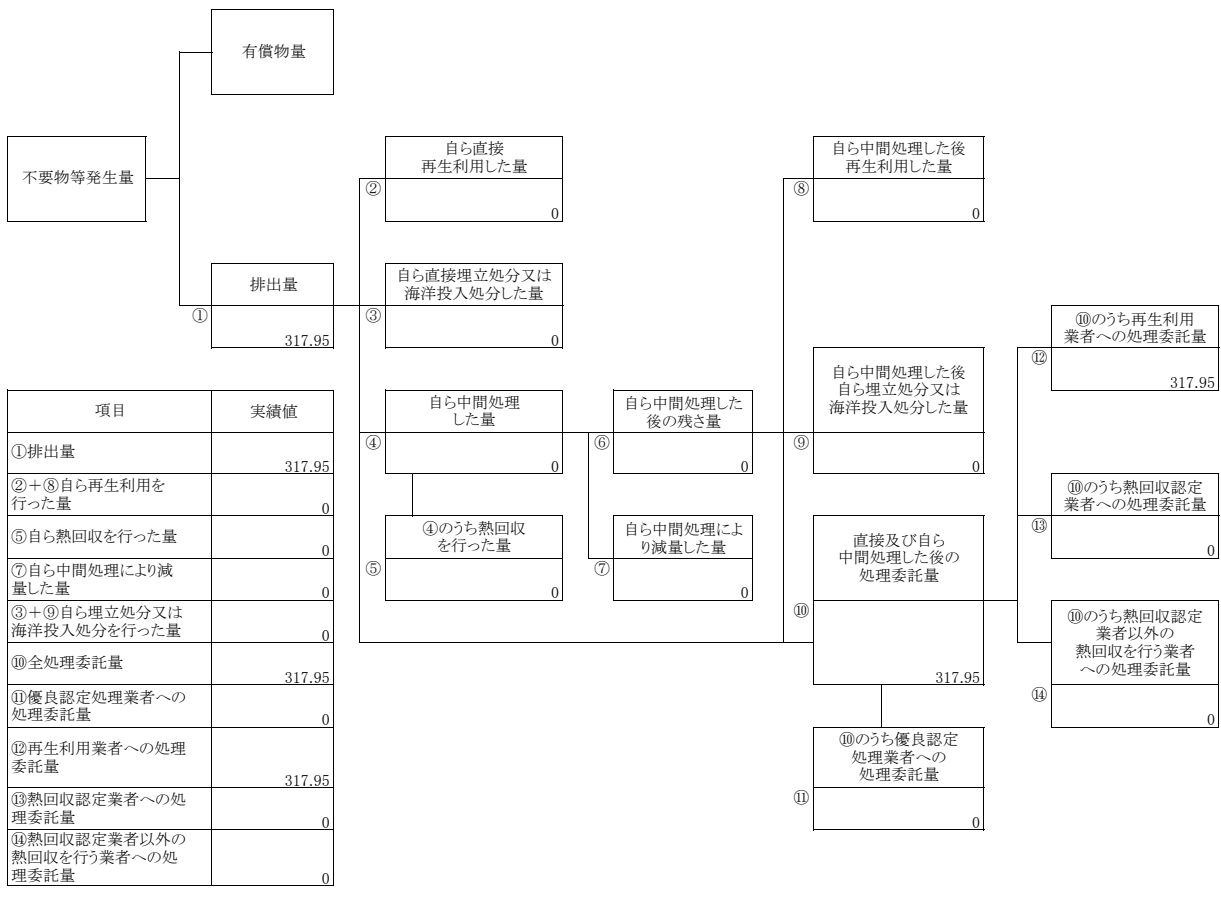 有償物量
不要物等発生量
排出量
①
317.95
自ら直接
再生利用した量
②
0
自ら直接埋立処分又は
海洋投入処分した量
③
0
自ら中間処理
した量
④
0
④のうち熱回収
を行った量
⑤
0
自ら中間処理した
後の残さ量
⑥
0
自ら中間処理によ
り減量した量
⑦
0
自ら中間処理した後
再生利用した量
⑧
0
自ら中間処理した後
自ら埋立処分又は
海洋投入処分した量
⑨
0
直接及び自ら
中間処理した後の
処理委託量
⑩
317.95
⑩のうち優良認定
処理業者への
処理委託量
⑪
0
⑩のうち再生利用
業者への処理委託量
⑫
317.95
⑩のうち熱回収認定
業者への処理委託量
⑬
0
⑩のうち熱回収認定
業者以外の
熱回収を行う業者
への処理委託量
⑭
0
項目 実績値
①排出量
317.95
②＋⑧自ら再生利用を
行った量
0
⑤自ら熱回収を行った量
0
⑦自ら中間処理により減
量した量
0
③＋⑨自ら埋立処分又は
海洋投入処分を行った量
0
⑩全処理委託量
317.95
⑪優良認定処理業者への
処理委託量
0
⑫再生利用業者への処理
委託量
317.95
⑬熱回収認定業者への処
理委託量
0
⑭熱回収認定業者以外の
熱回収を行う業者への処
理委託量
0